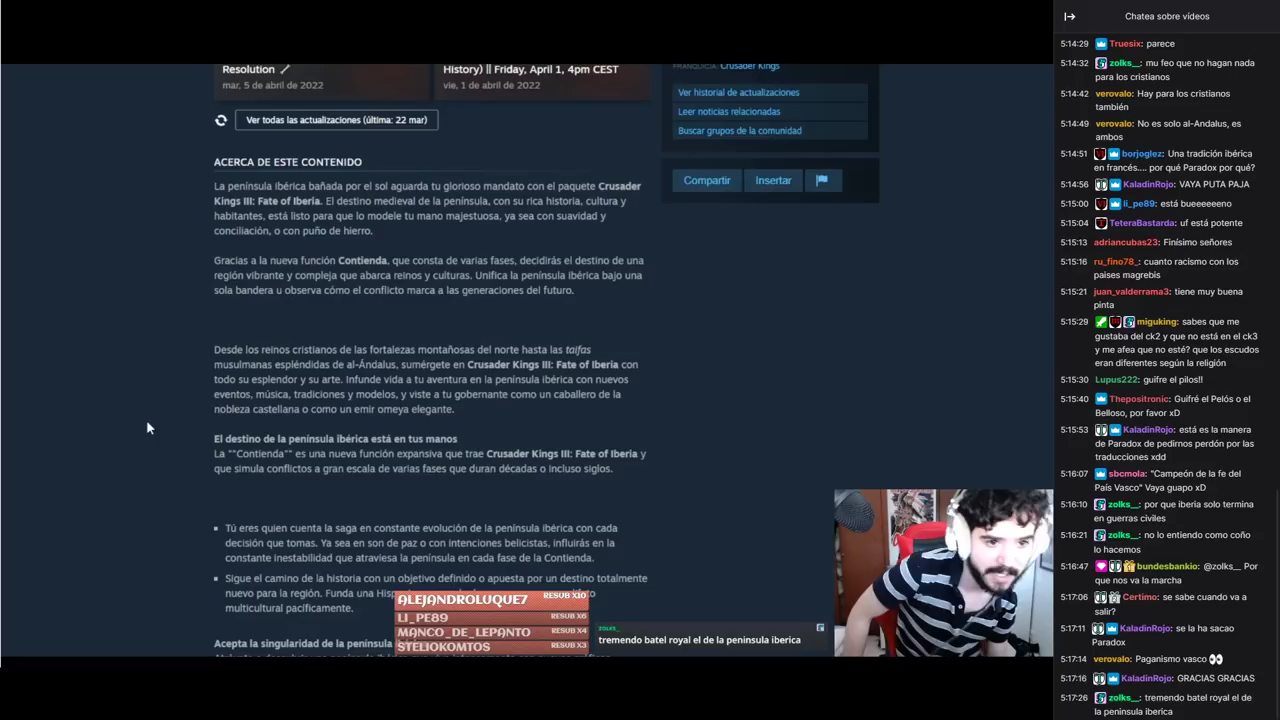 Resolution
mar, 5 de abril de 2022
History) || Friday, April 1, 4pm CEST
vie, 1 de abril de 2022
Ver todas las actualizaciones (última: 22 mar)
FRANQUICIA: Crusader Kings
Ver historial de actualizaciones
Leer noticias relacionadas
Buscar grupos de la comunidad
Compartir
Insertar
ACERCA DE ESTE CONTENIDO
La península Ibérica bañada por el sol aguarda tu glorioso mandato con el paquete Crusader
Kings III: Fate of Iberia. El destino medieval de la península, con su rica historia, cultura y
habitantes, está listo para que lo modele tu mano majestuosa, ya sea con suavidad y
conciliación, o con puño de hierro.
Gracias a la nueva función Contienda, que consta de varias fases, decidirás el destino de una
región vibrante y compleja que abarca reinos y culturas. Unifica la península ibérica bajo una
sola bandera u observa cómo el conflicto marca a las generaciones del futuro.
Desde los reinos cristianos de las fortalezas montañosas del norte hasta las taifas
musulmanas espléndidas de al-Ándalus, sumérgete en Crusader Kings III: Fate of Iberia con
todo su esplendor y su arte. Infunde vida a tu aventura en la península ibérica con nuevos
eventos, música, tradiciones y modelos, y viste a tu gobernante como un caballero de la
nobleza castellana o como un emir omeya elegante.
El destino de la península ibérica está en tus manos
La ""Contienda"" es una nueva función expansiva que trae Crusader Kings III: Fate of Iberia y
que simula conflictos a gran escala de varias fases que duran décadas o incluso siglos.
Tú eres quien cuenta la saga en constante evolución de la península ibérica con cada
decisión que tomas. Ya sea en son de paz o con intenciones belicistas, influirás en la
constante inestabilidad que atraviesa la península en cada fase de la Contienda.
Sigue el camino de la historia con un objetivo definido o apuesta por un destino totalmente
nuevo para la región. Funda una
multicultural pacíficamente.
Acepta la singularidad de la península
ALEJANDROLUQUE7 RESUB X10
LI_PE89 RESUB X6
MANCO_DE_LEPANTO RESUB X4
STELIOKOMTOS RESUB X3
ZOLKS_
tremendo batel royal el de la peninsula iberica
Chatea sobre vídeos
5:14:29 Truesix: parece
5:14:32 zolks__: mu feo que no hagan nada
para los cristianos
5:14:42 verovalo: Hay para los cristianos
también
5:14:49 verovalo: No es solo al-Andalus, es
ambos
5:14:51 borjoglez: Una tradición ibérica
en francés.... por qué Paradox por qué?
5:14:56 KaladinRojo: VAYA PUTA PAJA
5:15:00 li_pe89: está bueeeeeeno
5:15:04 TeteraBastarda: uf está potente
5:15:13 adriancubas23: Finísimo señores
5:15:16 ru_fino78_: cuanto racismo con los
paises magrebis
5:15:21 juan_valderrama3: tiene muy buena
pinta
5:15:29 miguking: sabes que me
gustaba del ck2 y que no está en el ck3
y me afea que no esté? que los escudos
eran diferentes según la religión
5:15:30 Lupus222: guifre el pilos!!
5:15:40 Thepositronic: Guifré el Pelós o el
Belloso, por favor xD
5:15:53 KaladinRojo: está es la manera
de Paradox de pedirnos perdón por las
traducciones xdd
5:16:07 sbcmola: "Campeón de la fe del
País Vasco" Vaya guapo xD
5:16:10 zolks__: por que iberia solo termina
en guerras civiles
5:16:21 zolks__: no lo entiendo como coño
lo hacemos
5:16:47 bundesbankio: @zolks__ Por
que nos va la marcha
5:17:06 Certimo: se sabe cuando va a
salir?
5:17:11 KaladinRojo: se la ha sacao
Paradox
5:17:14 verovalo: Paganismo vasco
5:17:16 KaladinRojo: GRACIAS GRACIAS
5:17:26 zolks__: tremendo batel royal el de
la peninsula iberica